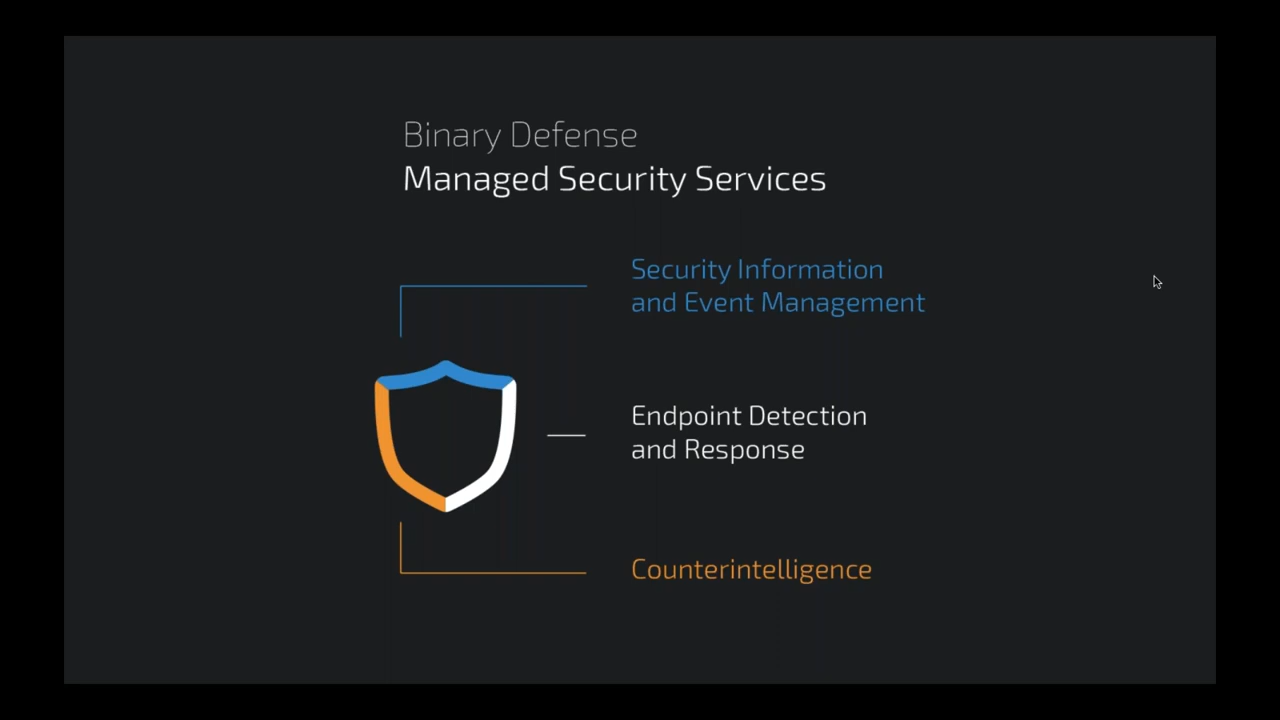 Binary Defense
Managed Security Services
Security Information
and Event Management
Endpoint Detection
and Response
Counterintelligence